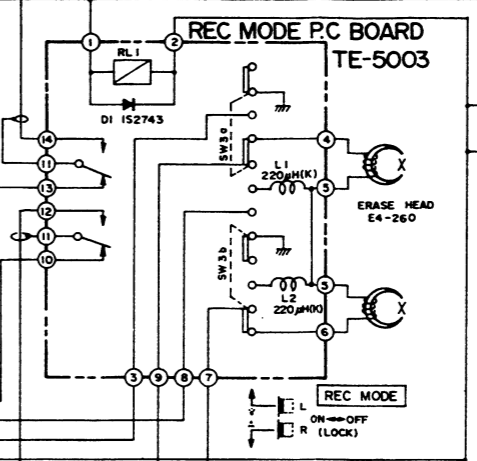 REC MODE P.C BOARD
TE-5003
1
2
RL1
D1 1S2743
14
11
13
12
11
10
SW3a
4
L1
220μH(K)
5
ERASE HEAD
E4-260
SW3b
5
L2
220μH(K)
6
3
9
8
7
REC MODE
L
ON↔OFF
R
(LOCK)